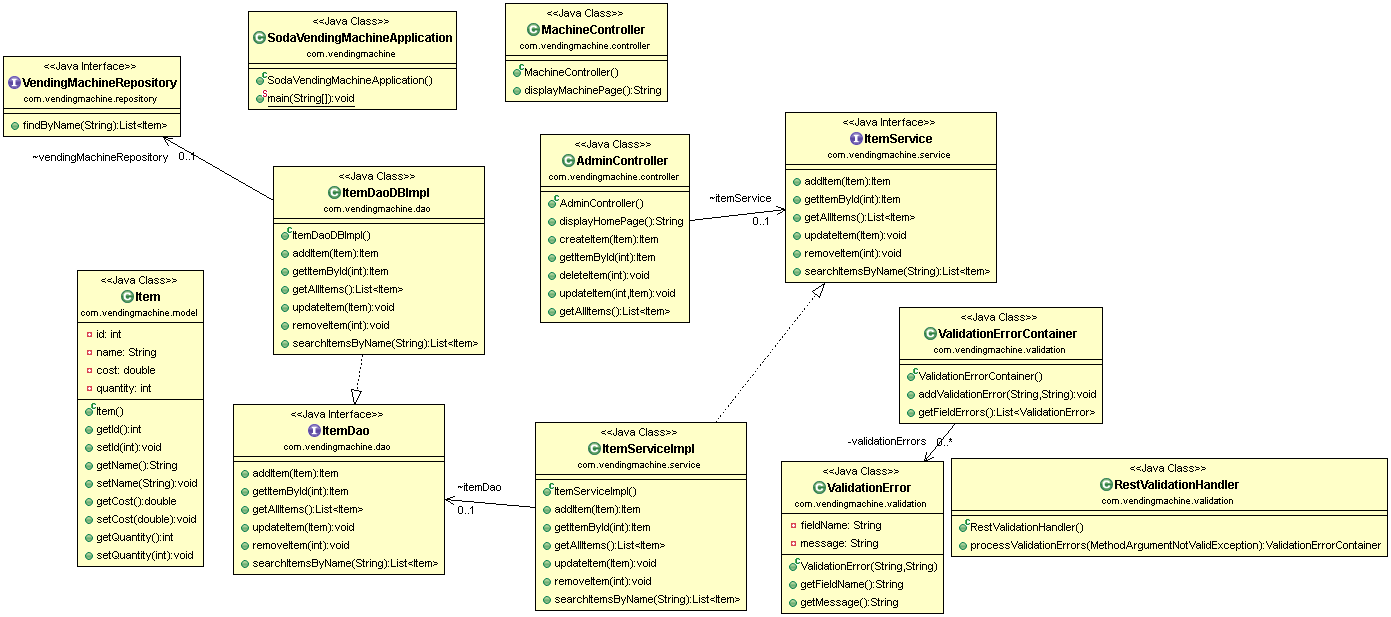 <<Java Class>>
SodaVendingMachineApplication
com.vendingmachine
SodaVendingMachineApplication()
main(String[]):void
<<Java Class>>
MachineController
com.vendingmachine.controller
MachineController()
displayMachinePage():String
<<Java Interface>>
VendingMachineRepository
com.vendingmachine.repository
findByName(String):List<Item>
~vendingMachineRepository
0..1
<<Java Class>>
ItemDaoDBImpl
com.vendingmachine.dao
ItemDaoDBImpl()
addItem(Item):Item
getItemById(int):Item
getAllItems():List<Item>
updateItem(Item):void
removeItem(int):void
searchItemsByName(String):List<Item>
<<Java Class>>
AdminController
com.vendingmachine.controller
AdminController()
displayHomePage():String
createItem(Item):Item
getItemById(int):Item
deleteItem(int):void
updateItem(int,Item):void
getAllItems():List<Item>
~itemService
0..1
<<Java Interface>>
ItemService
com.vendingmachine.service
addItem(Item):Item
getItemById(int):Item
getAllItems():List<Item>
updateItem(Item):void
removeItem(int):void
searchItemsByName(String):List<Item>
<<Java Class>>
Item
com.vendingmachine.model
id: int
name: String
cost: double
quantity: int
Item()
getId():int
setId(int):void
getName():String
setName(String):void
getCost():double
setCost(double):void
getQuantity():int
setQuantity(int):void
<<Java Interface>>
ItemDao
com.vendingmachine.dao
addItem(Item):Item
getItemById(int):Item
getAllItems():List<Item>
updateItem(Item):void
removeItem(int):void
searchItemsByName(String):List<Item>
~itemDao
0..1
<<Java Class>>
ItemServiceImpl
com.vendingmachine.service
ItemServiceImpl()
addItem(Item):Item
getItemById(int):Item
getAllItems():List<Item>
updateItem(Item):void
removeItem(int):void
searchItemsByName(String):List<Item>
<<Java Class>>
ValidationErrorContainer
com.vendingmachine.validation
ValidationErrorContainer()
addValidationError(String,String):void
getFieldErrors():List<ValidationError>
-validationErrors
0..*
<<Java Class>>
ValidationError
com.vendingmachine.validation
fieldName: String
message: String
ValidationError(String,String)
getFieldName():String
getMessage():String
<<Java Class>>
RestValidationHandler
com.vendingmachine.validation
RestValidationHandler()
processValidationErrors(MethodArgumentNotValidException):ValidationErrorContainer